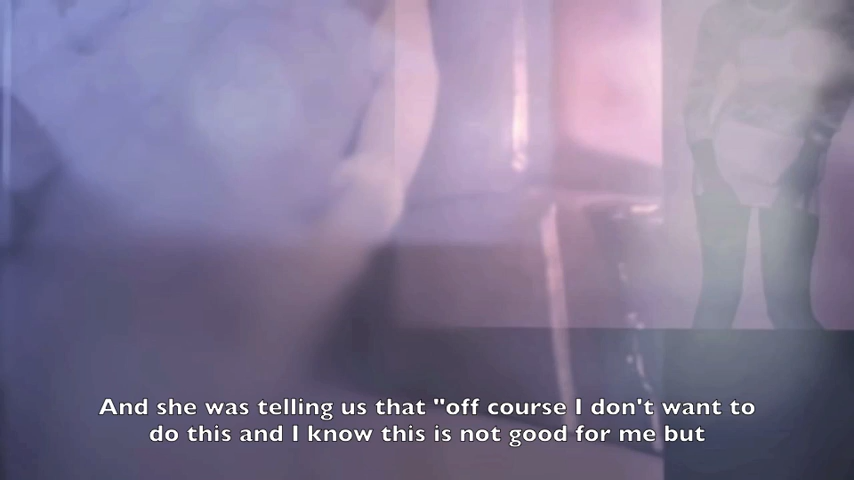 And she was telling us that "off course I don't want to
do this and I know this is not good for me but